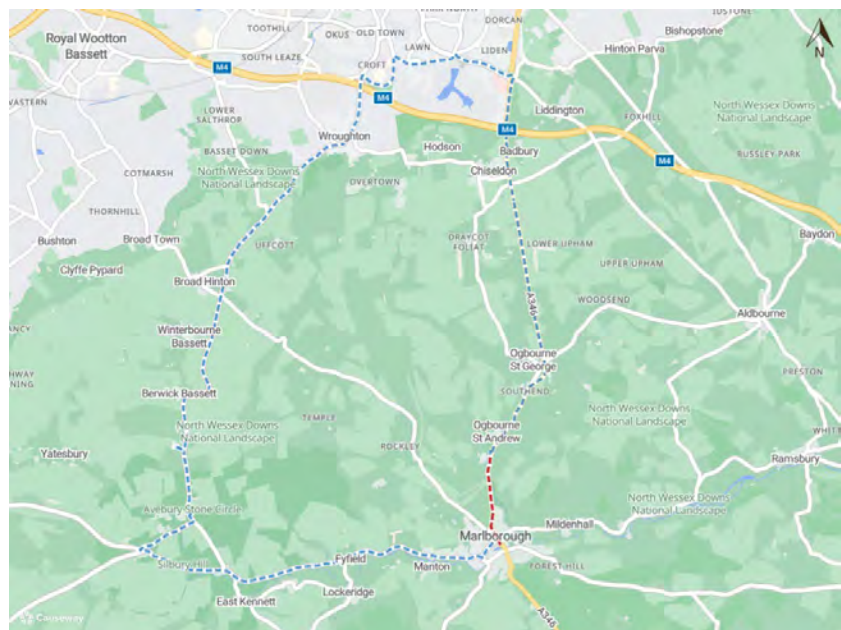 TOOTHILL
OKUS
OLD TOWN
DORCAN
Royal Wootton
Bassett
SOUTH LEAZE
LAWN
LIDEN
CROFT
Bishopstone
Hinton Parva
M4
M4
LOWER
SALTHROP
Liddington
FOXHILL
North Wessex Downs
National Landscape
N
Wroughton
M4
BASSET DOWN
Hodson
Badbury
M4
RUSSLEY PARK
COTMARSH
North Wessex Downs
National Landscape
OVERTOWN
Chiseldon
THORNHILL
Bushton
Broad Town
UFFCOTT
DRAYCOT
FOLIAT
LOWER UPHAM
Baydon
Clyffe Pypard
UPPER UPHAM
Broad Hinton
A346
WOODSEND
Aldbourne
Winterbourne
Bassett
Ogbourne
St George
PRESTON
Berwick Bassett
SOUTHEND
North Wessex Downs
National Landscape
TEMPLE
Ogbourne
St Andrew
North Wessex Downs
National Landscape
Yatesbury
ROCKLEY
Ramsbury
Avebury Stone Circle
North Wessex Downs
National Landscape
Mildenhall
Marlborough
Silbury Hill
Fyfield
Manton
FOREST HILL
Lockeridge
East Kennett
A346
Causeway